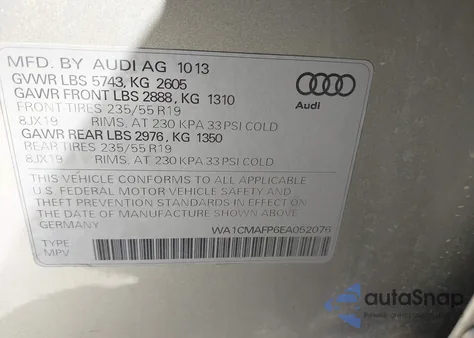 MFD. BY AUDI AG 10 13
GVWR LBS 5743, KG 2605
GAWR FRONT LBS 2888, KG 1310
FRONT-TIRES 235/55 R19
8JX19 RIMS, AT 230 KPA 33 PSI COLD
GAWR REAR LBS 2976, KG 1350
REAR TIRES 235/55 R19
8JX19 RIMS, AT 230 KPA 33 PSI COLD
Audi
THIS VEHICLE CONFORMS TO ALL APPLICABLE
U.S. FEDERAL MOTOR VEHICLE SAFETY AND
THEFT PREVENTION STANDARDS IN EFFECT ON
THE DATE OF MANUFACTURE SHOWN ABOVE.
GERMANY WA1CMAFP6EA052076
TYPE
MPV
autoSnap